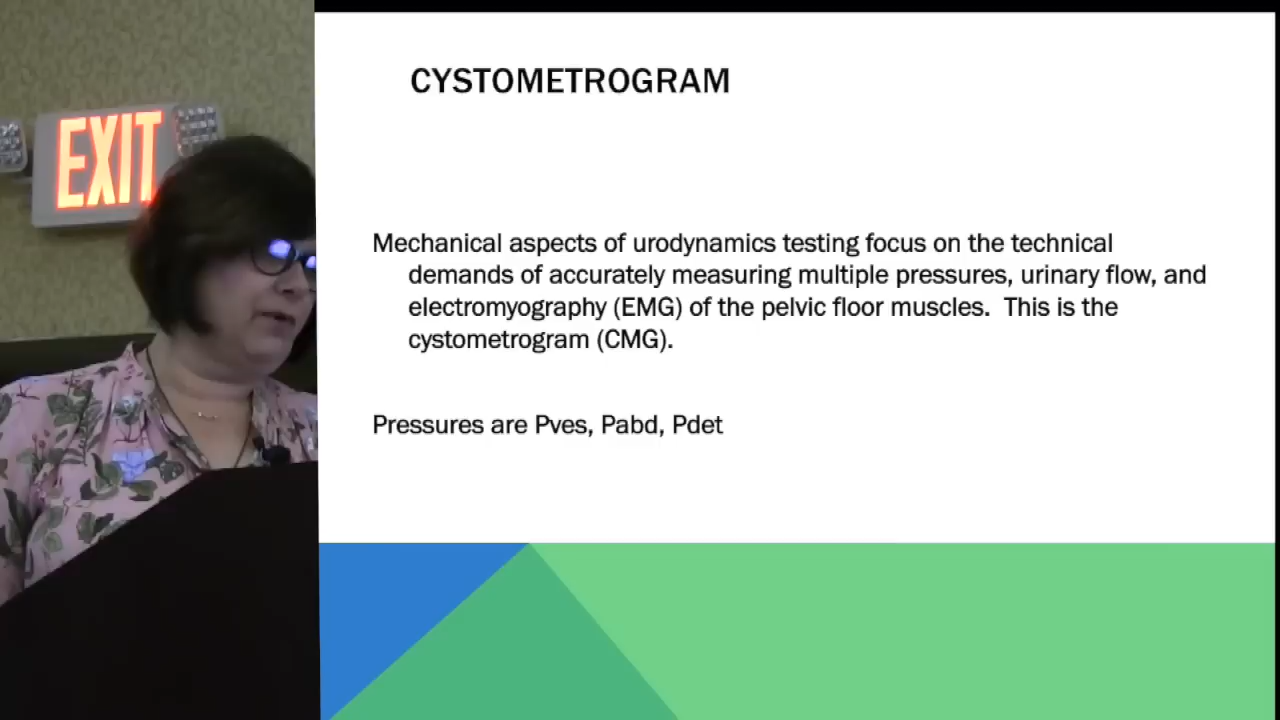 EXIT
CYSTOMETROGRAM
Mechanical aspects of urodynamics testing focus on the technical
demands of accurately measuring multiple pressures, urinary flow, and
electromyography (EMG) of the pelvic floor muscles.  This is the
cystometrogram (CMG).
Pressures are Pves, Pabd, Pdet